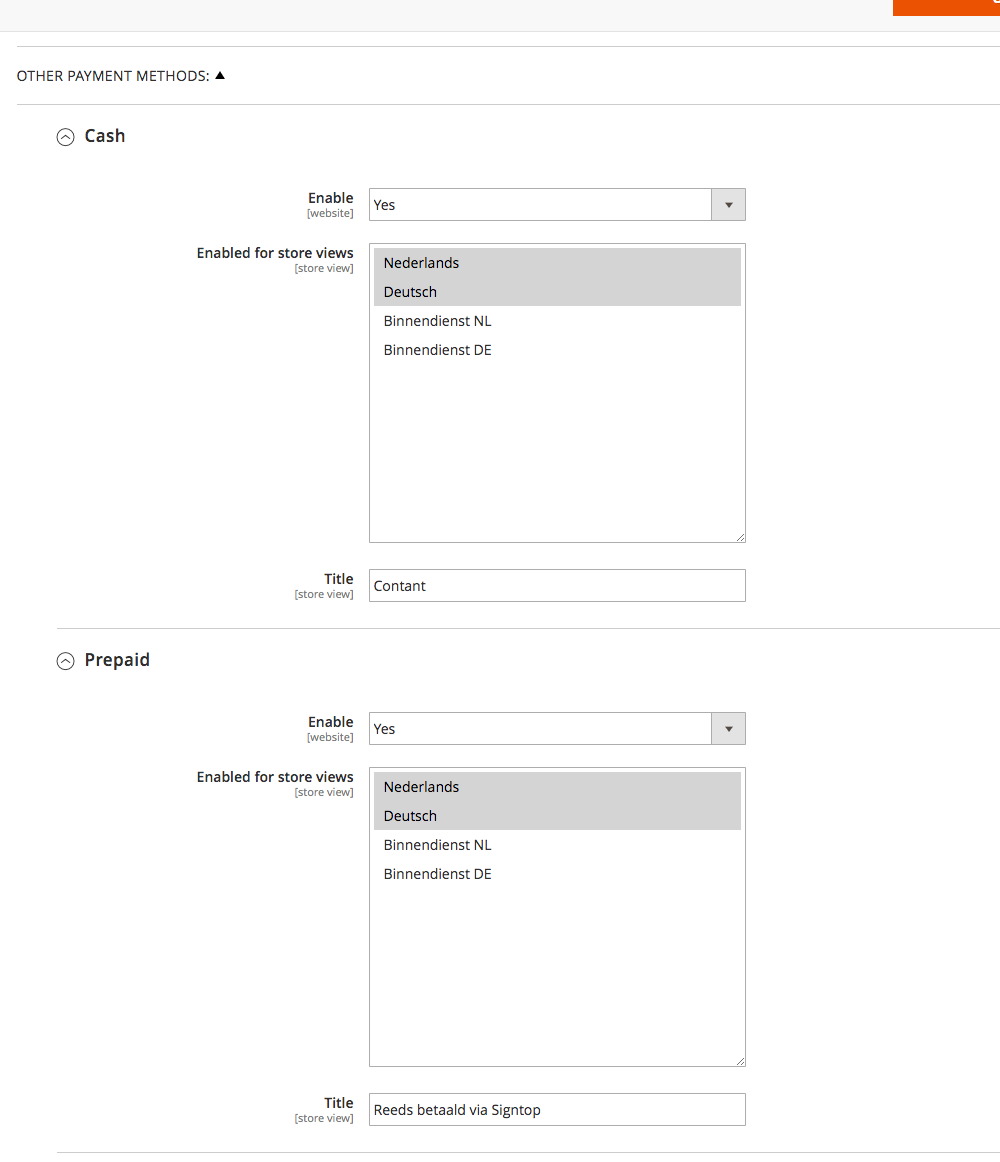 OTHER PAYMENT METHODS:
Cash
Enable
[website]
Yes
Enabled for store views
[store view]
Nederlands
Deutsch
Binnendienst NL
Binnendienst DE
Title
[store view]
Contant
Prepaid
Enable
[website]
Yes
Enabled for store views
[store view]
Nederlands
Deutsch
Binnendienst NL
Binnendienst DE
Title
[store view]
Reeds betaald via Signtop